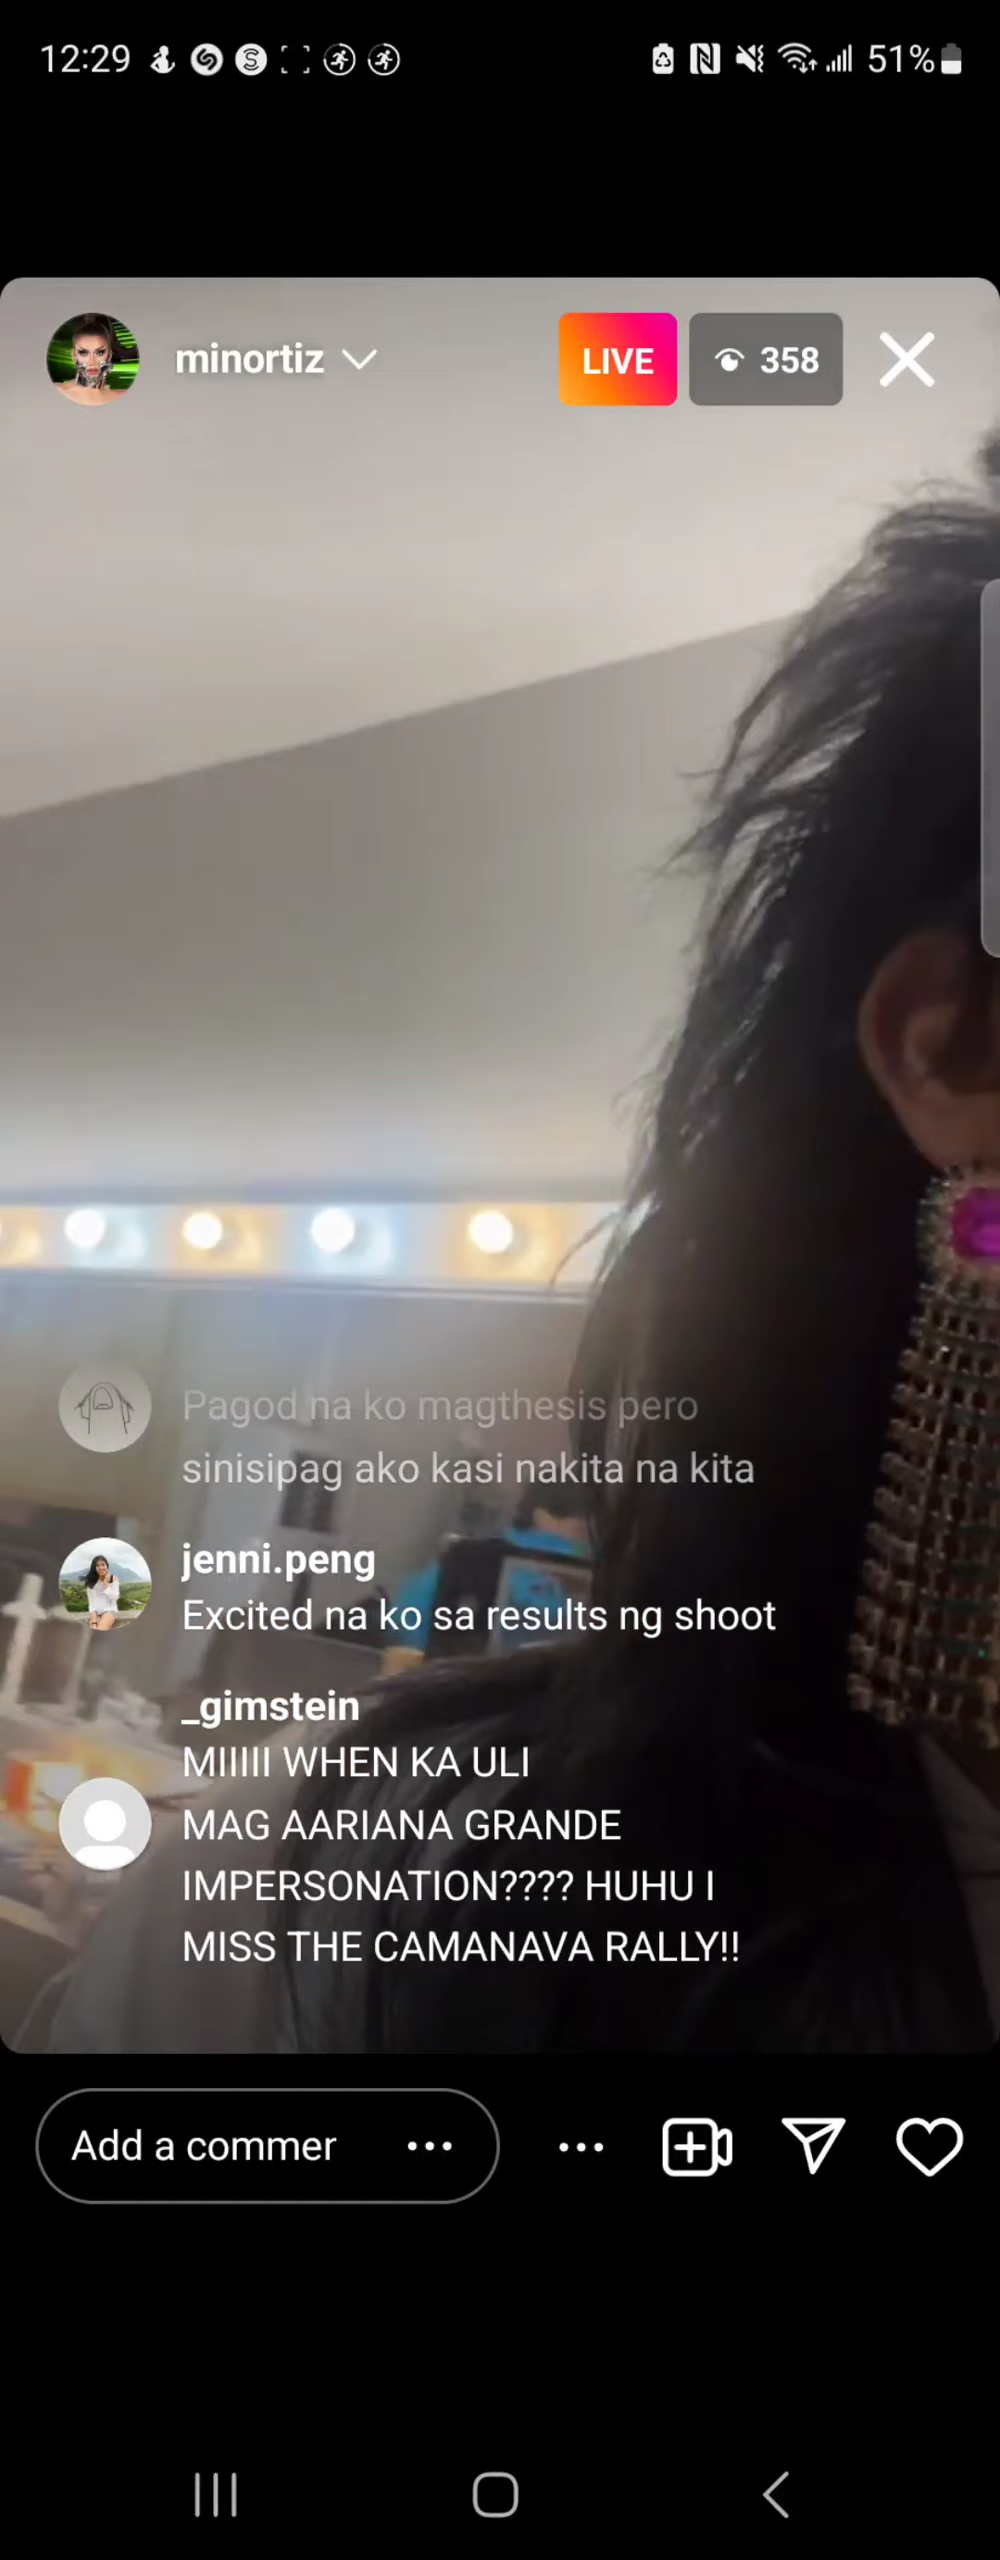 12:29
51%
minortiz
LIVE
358
Pagod na ko magthesis pero
sinisipag ako kasi nakita na kita
jenni.peng
Excited na ko sa results ng shoot
_gimstein
MIIIII WHEN KA ULI
MAG AARIANA GRANDE
IMPERSONATION???? HUHU I
MISS THE CAMANAVA RALLY!!
Add a commer